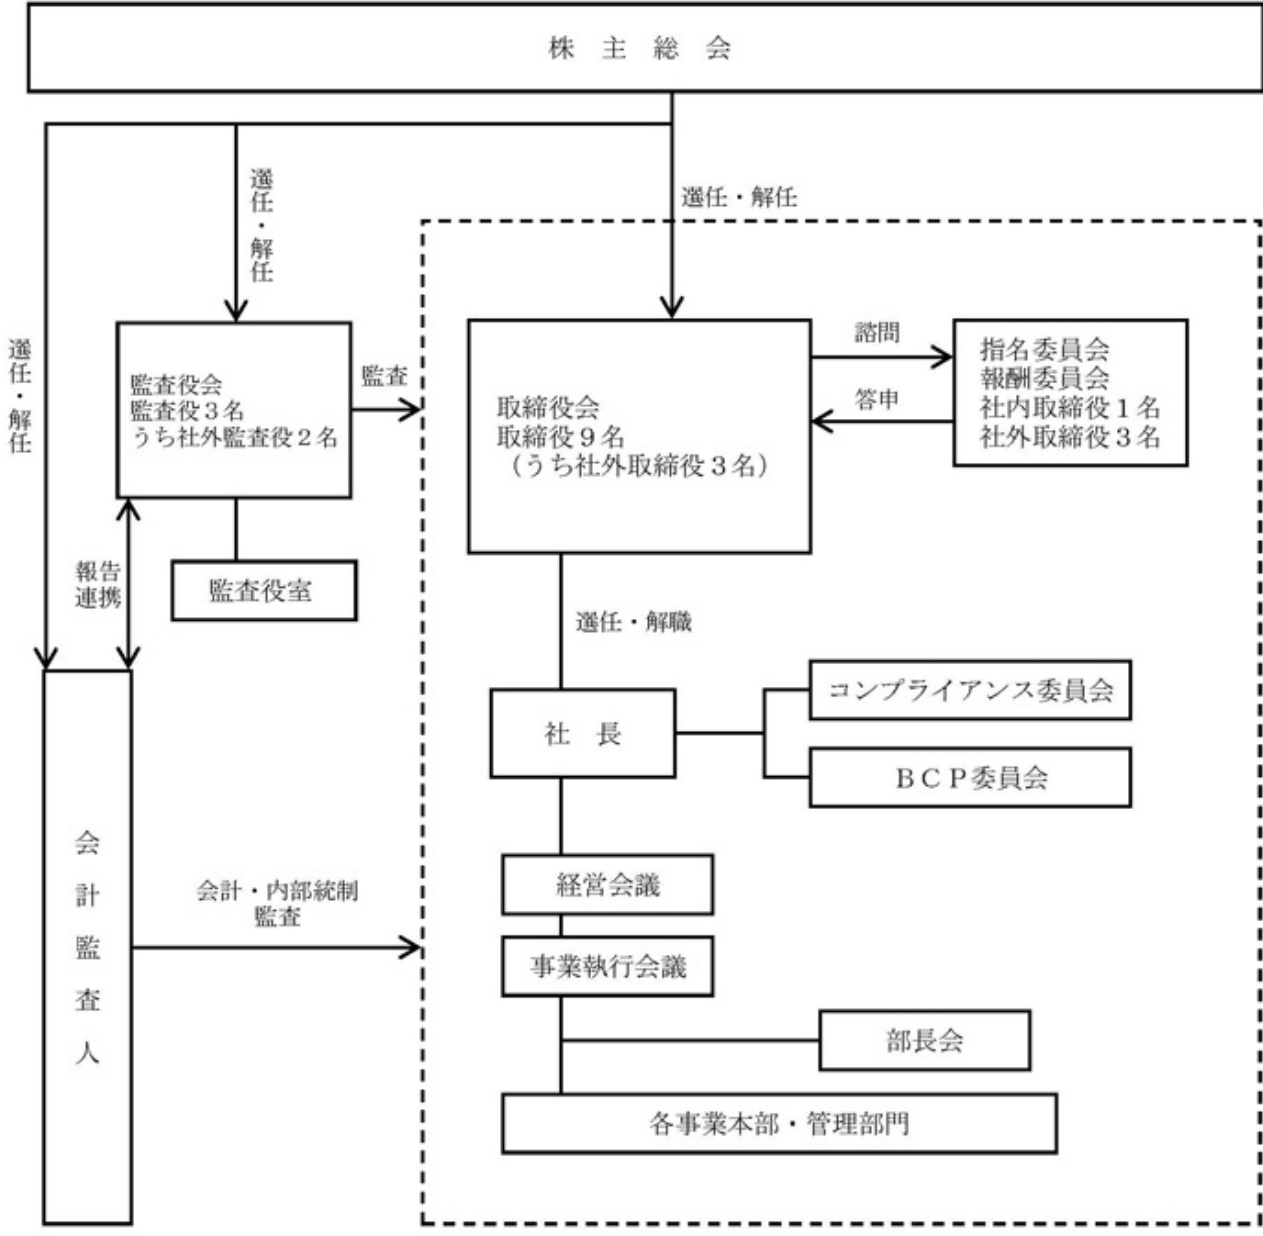 株 主 総 会
選任・解任
選任・解任
選任・解任
監査役会
監査役３名
うち社外監査役２名
監査
取締役会
取締役９名
（うち社外取締役３名）
諮問
答申
指名委員会
報酬委員会
社内取締役１名
社外取締役３名
報告
連携
監査役室
選任・解職
社 長
コンプライアンス委員会
ＢＣＰ委員会
会計監査人
会計・内部統制
監査
経営会議
事業執行会議
部長会
各事業本部・管理部門